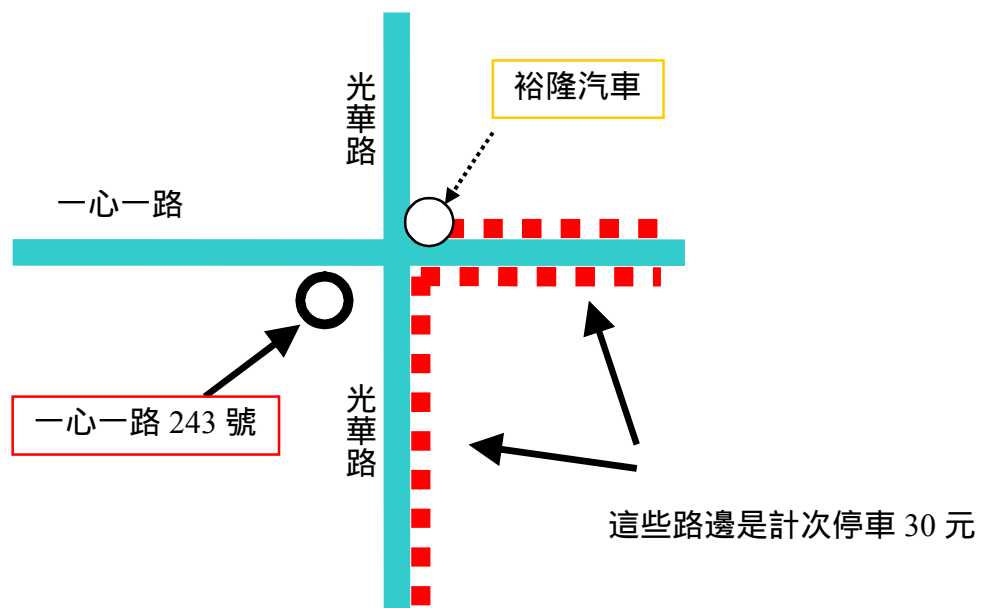 光華路
裕隆汽車
一心一路
一心一路 243 號
光華路
這些路邊是計次停車 30 元